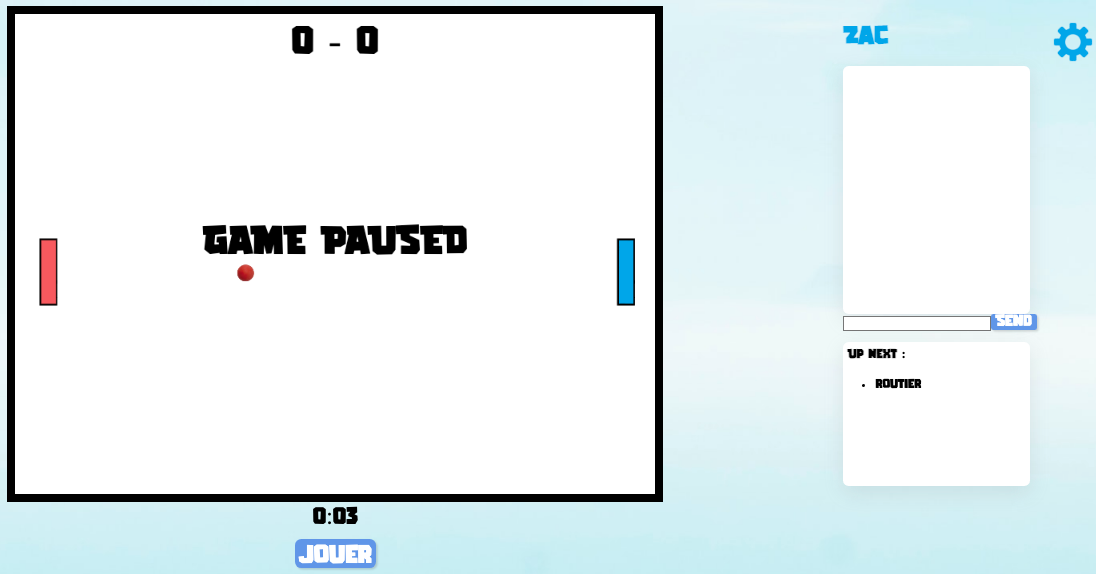 0 - 0
GAME PAUSED
0:03
JOUER
ZAC
SEND
UP NEXT :
• ROUTIER